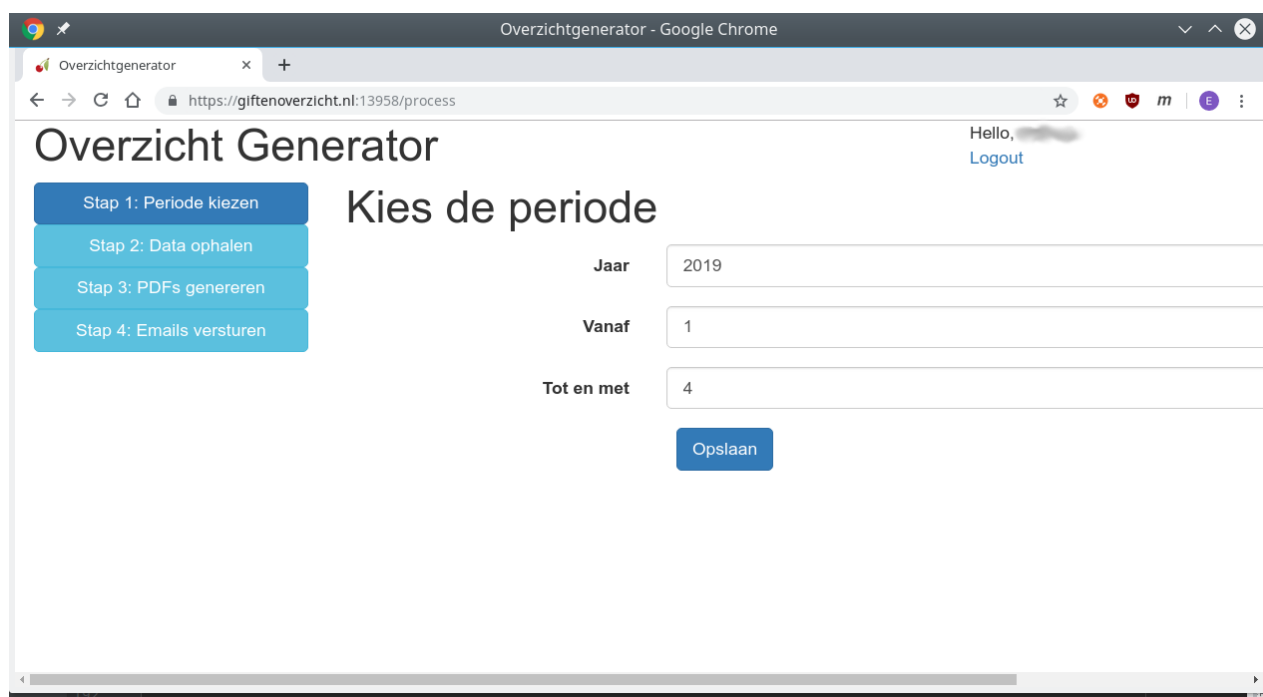 Overzichtgenerator - Google Chrome
Overzichtgenerator
https://giftenoverzicht.nl:13958/process
m
E
Overzicht Generator
Hello,
Logout
Stap 1: Periode kiezen
Stap 2: Data ophalen
Stap 3: PDFs genereren
Stap 4: Emails versturen
Kies de periode
Jaar 2019
Vanaf 1
Tot en met 4
Opslaan